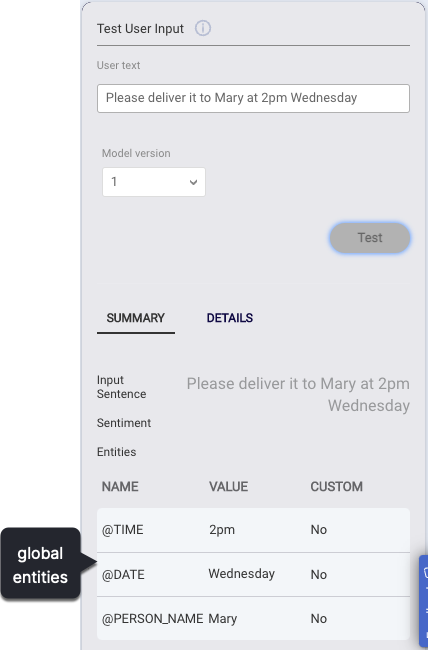 Test User Input
User text
Please deliver it to Mary at 2pm Wednesday
Model version
1
Test
SUMMARY DETAILS
Input
Sentence
Please deliver it to Mary at 2pm
Wednesday
Sentiment
Entities
NAME VALUE CUSTOM
@TIME 2pm No
@DATE Wednesday No
@PERSON_NAME Mary No
global
entities